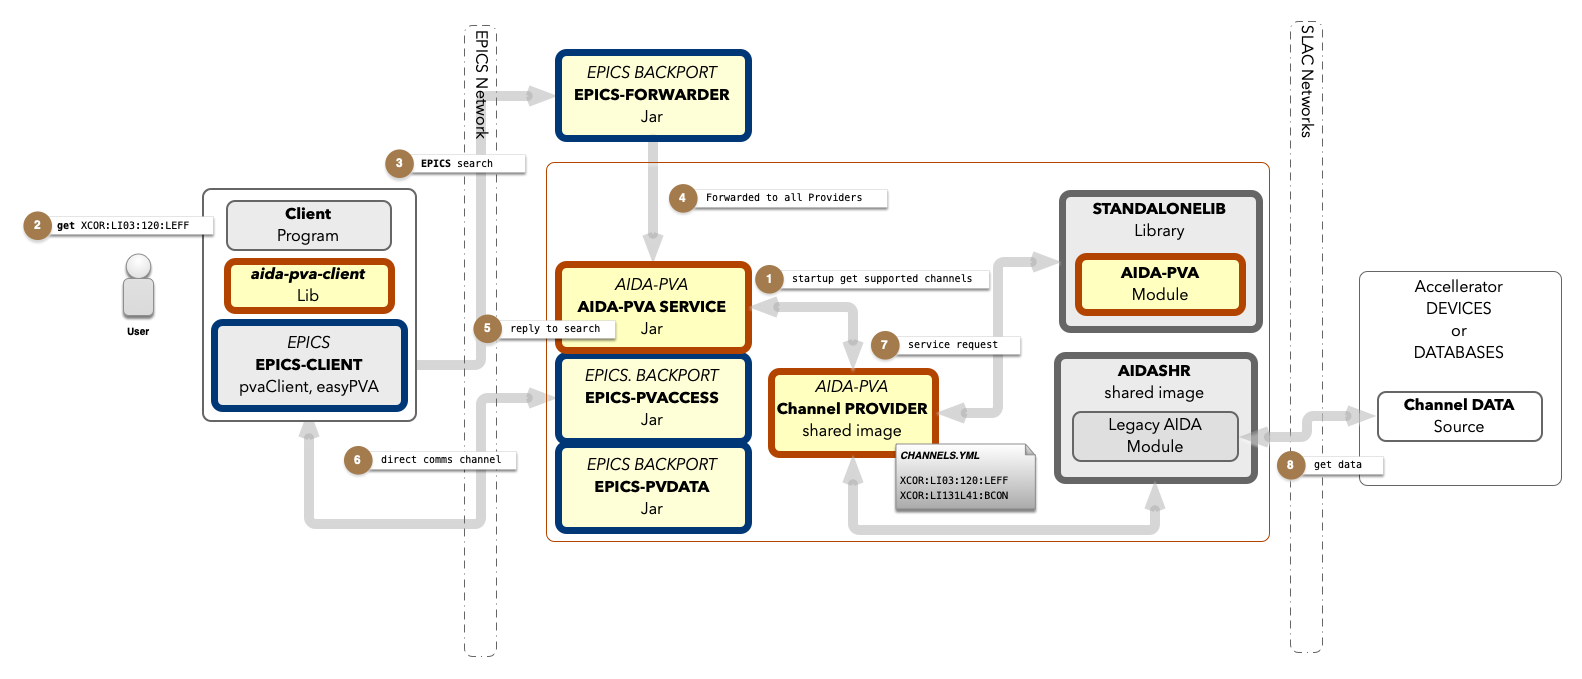 EPICS Network
SLAC Networks
EPICS BACKPORT
EPICS-FORWARDER
Jar
3 EPICS search
4 Forwarded to all Providers
2 get XCOR:LI03:120:LEFF
User
Client
Program
aida-pva-client
Lib
EPICS
EPICS-CLIENT
pvaClient, easyPVA
AIDA-PVA
AIDA-PVA SERVICE
Jar
1 startup get supported channels
5 reply to search
EPICS. BACKPORT
EPICS-PVACCESS
Jar
6 direct comms channel
EPICS BACKPORT
EPICS-PVDATA
Jar
7 service request
AIDA-PVA
Channel PROVIDER
shared image
CHANNELS.YML
XCOR:LI03:120:LEFF
XCOR:LI131L41:BCON
STANDALONELIB
Library
AIDA-PVA
Module
AIDASHR
shared image
Legacy AIDA
Module
8 get data
Accellerator
DEVICES
or
DATABASES
Channel DATA
Source